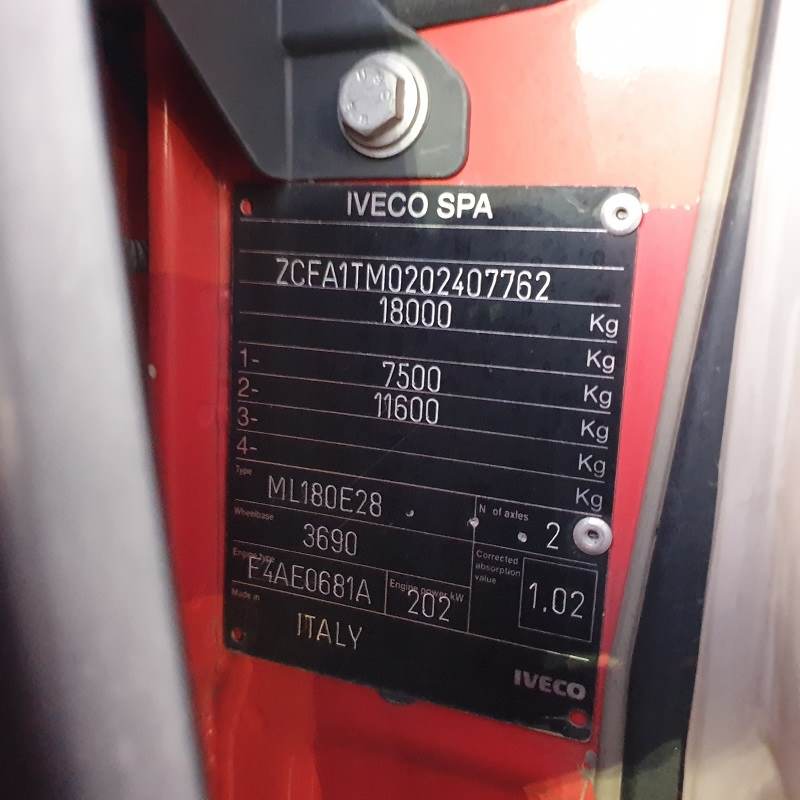 IVECO SPA
ZCFA1TM0202407762
18000 Kg
Kg
1- 7500 Kg
2- 11600 Kg
3- Kg
4- Kg
Type ML180E28 N of axles 2
Wheelbase 3690 Corrected absorption value 1.02
Engine type F4AE0681A Engine power kW 202
Made in ITALY
IVECO